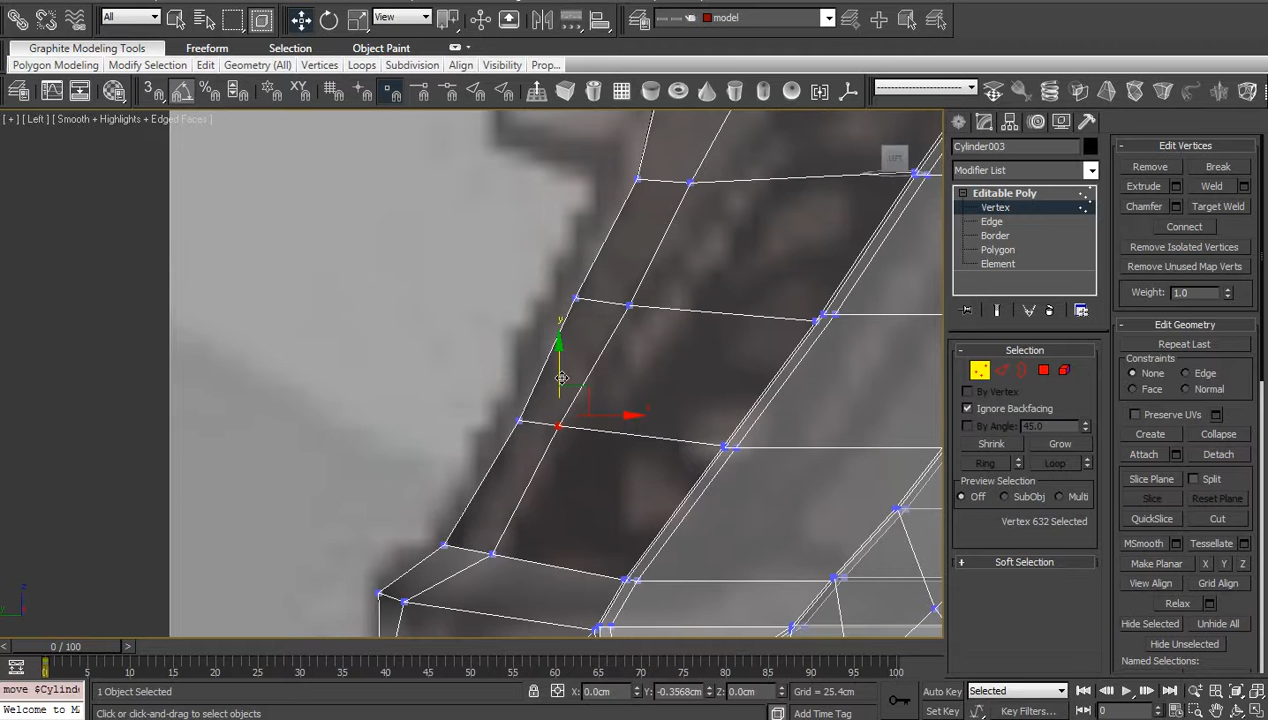 All
View
model
Graphite Modeling Tools Freeform Selection Object Paint
Polygon Modeling Modify Selection Edit Geometry (All) Vertices Loops Subdivision Align Visibility Prop...
3
%
XY
[ + ] [ Left ] [ Smooth + Highlights + Edged Faces ]
LEFT
y
x
z
y
Cylinder003
Modifier List
Editable Poly
Vertex
Edge
Border
Polygon
Element
Selection
By Vertex
Ignore Backfacing
By Angle: 45.0
Shrink Grow
Ring Loop
Preview Selection
Off SubObj Multi
Vertex 632 Selected
Soft Selection
Edit Vertices
Remove Break
Extrude Weld
Chamfer Target Weld
Connect
Remove Isolated Vertices
Remove Unused Map Verts
Weight: 1.0
Edit Geometry
Repeat Last
Constraints
None Edge
Face Normal
Preserve UVs
Create Collapse
Attach Detach
Slice Plane Split
Slice Reset Plane
QuickSlice Cut
MSmooth Tessellate
Make Planar X Y Z
View Align Grid Align
Relax
Hide Selected Unhide All
Hide Unselected
Named Selections:
< 0 / 100 >
0 5 10 15 20 25 30 35 40 45 50 55 60 65 70 75 80 85 90 95 100
move $Cylind
Welcome to M
1 Object Selected
X: 0.0cm Y: -0.3568cm Z: 0.0cm Grid = 25.4cm
Click or click-and-drag to select objects
Add Time Tag
Auto Key Selected
Set Key Key Filters...
0